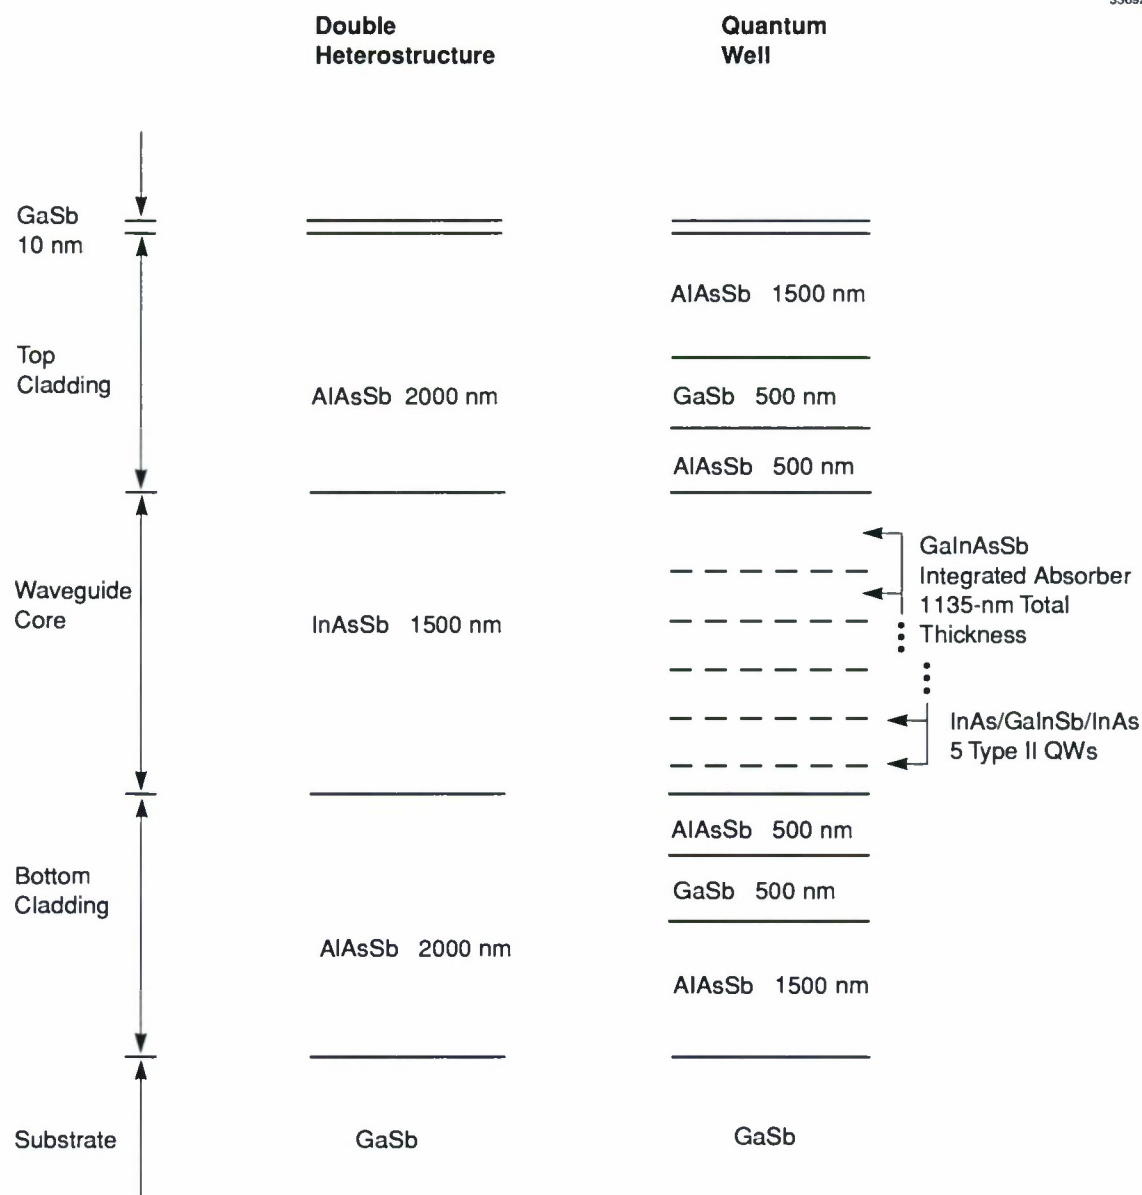 Double
Heterostructure
Quantum
Well
GaSb
10 nm
AlAsSb 1500 nm
Top
Cladding
AlAsSb 2000 nm
GaSb 500 nm
AlAsSb 500 nm
Waveguide
Core
InAsSb 1500 nm
GaInAsSb
Integrated Absorber
1135-nm Total
Thickness
InAs/GaInSb/InAs
5 Type II QWs
AlAsSb 500 nm
Bottom
Cladding
GaSb 500 nm
AlAsSb 2000 nm
AlAsSb 1500 nm
Substrate
GaSb
GaSb